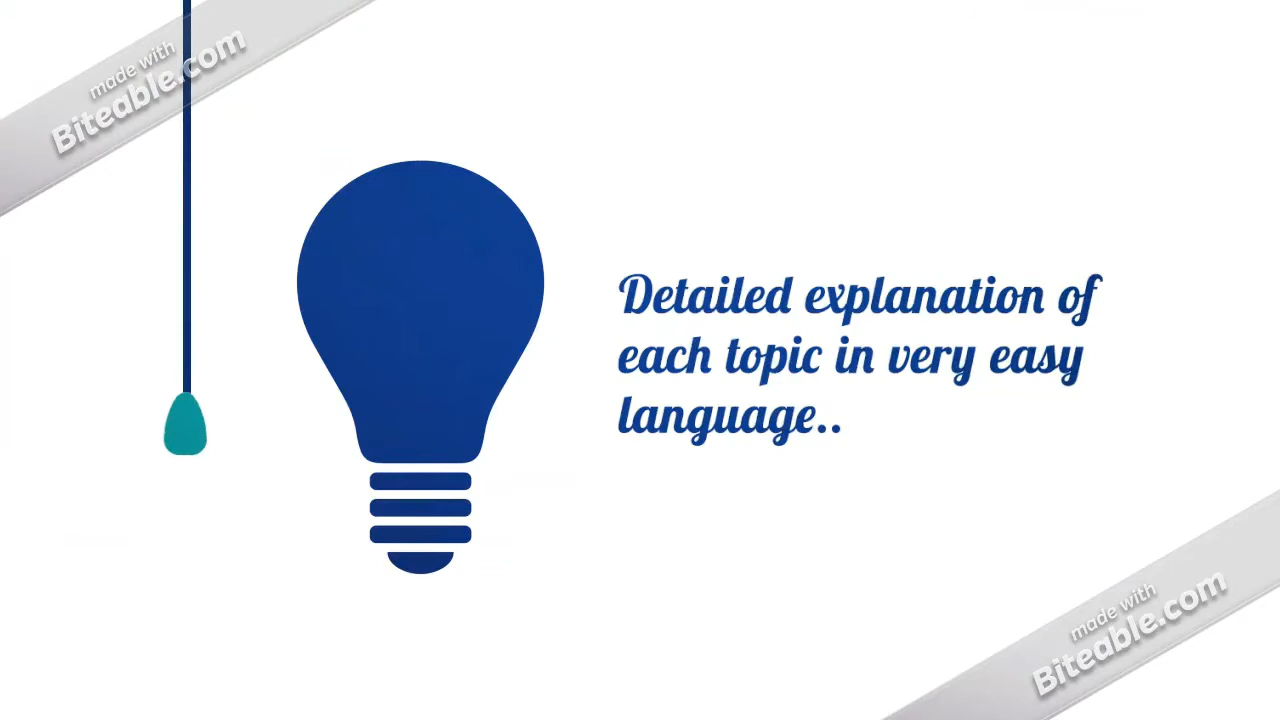 made with
Biteable.com
Detailed explanation of
each topic in very easy
language..
made with
Biteable.com